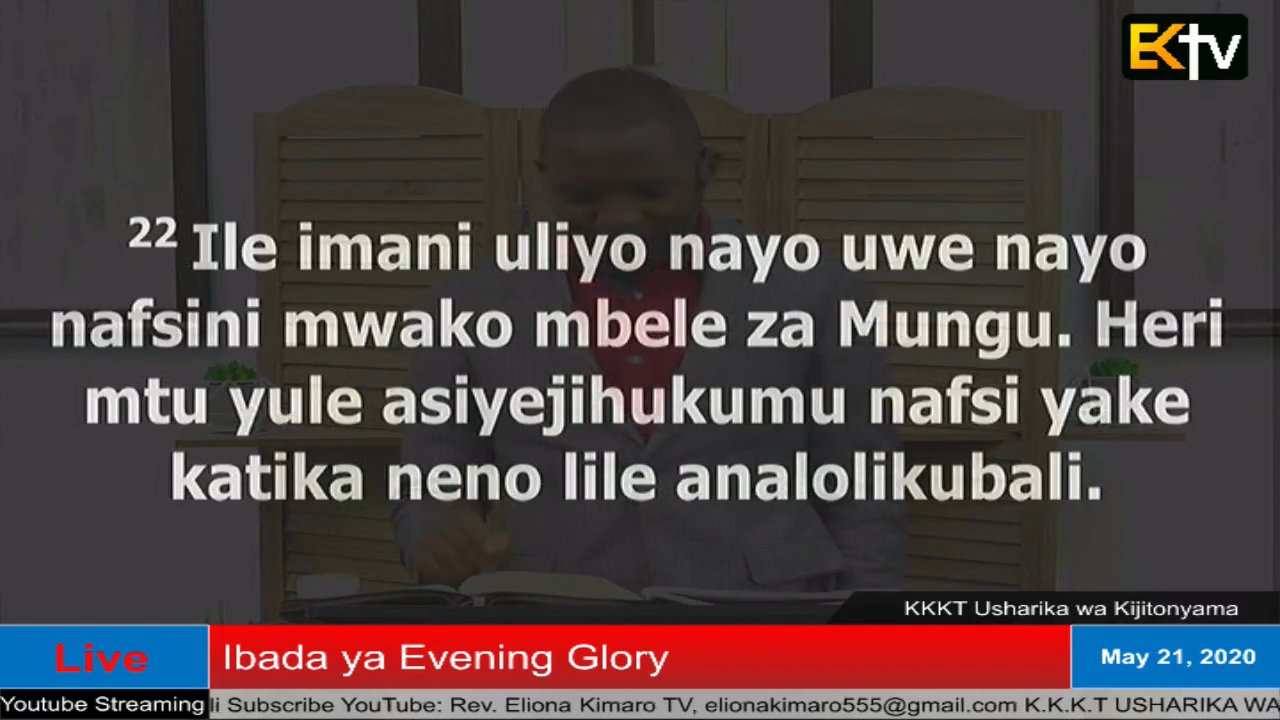 EKtv
22 Ile imani uliyo nayo uwe nayo
nafsini mwako mbele za Mungu. Heri
mtu yule asiyejihukumu nafsi yake
katika neno lile analolikubali.
KKKT Usharika wa Kijitonyama
Live
Ibada ya Evening Glory
May 21, 2020
Youtube Streaming
li Subscribe YouTube: Rev. Eliona Kimaro TV, elionakimaro555@gmail.com K.K.K.T USHARIKA WA